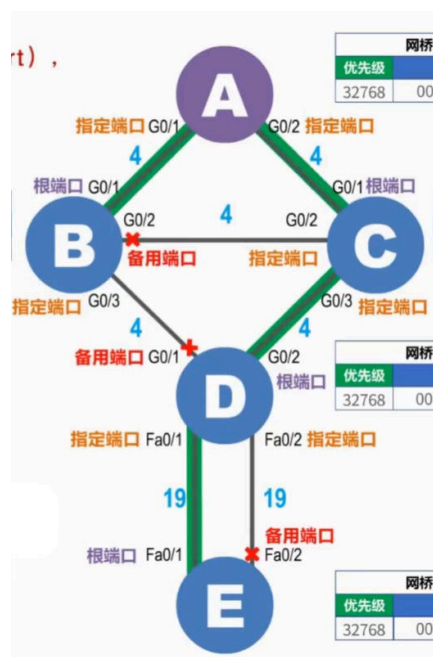 rt），
网桥
优先级
32768 00
A
指定端口 G0/1
G0/2 指定端口
4
4
根端口 G0/1
G0/1 根端口
G0/2
4
G0/2
B
C
备用端口
指定端口
指定端口 G0/3
G0/3 指定端口
4
4
备用端口 G0/1
G0/2
根端口
网桥
优先级
32768 00
D
指定端口 Fa0/1
Fa0/2 指定端口
19
19
备用端口
根端口 Fa0/1
Fa0/2
E
网桥
优先级
32768 00